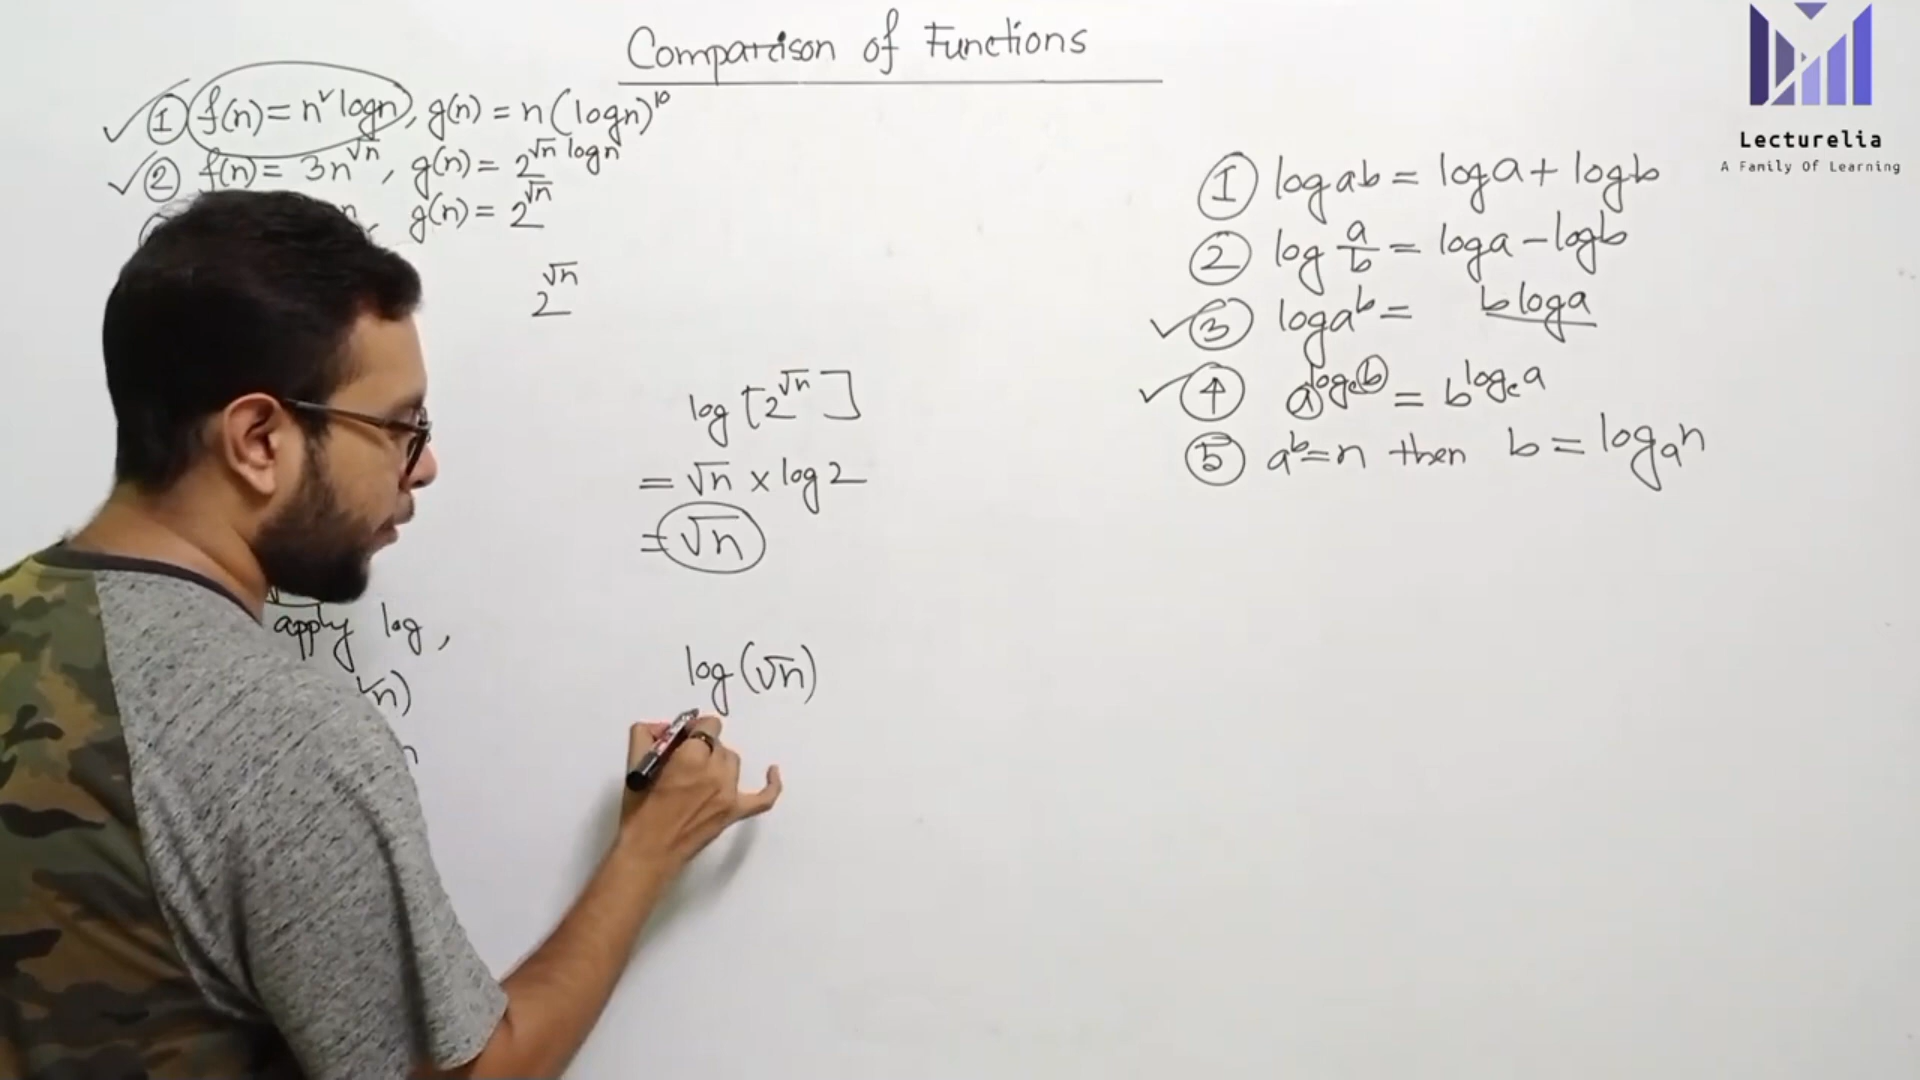 Comparison of Functions
① f(n) = n² logn, g(n) = n (logn)¹⁰
② f(n) = 3n^√n, g(n) = 2^√n logn
n, g(n) = 2^√n
2^√n
log [2^√n]
= √n × log 2
= √n
apply log,
log (√n)
√n)
n
① log ab = log a + log b
② log a/b = log a − log b
③ log a^b = b log a
④ a^log_c b = b^log_c a
⑤ a^b = n then b = log_a n
Lecturelia
A Family Of Learning